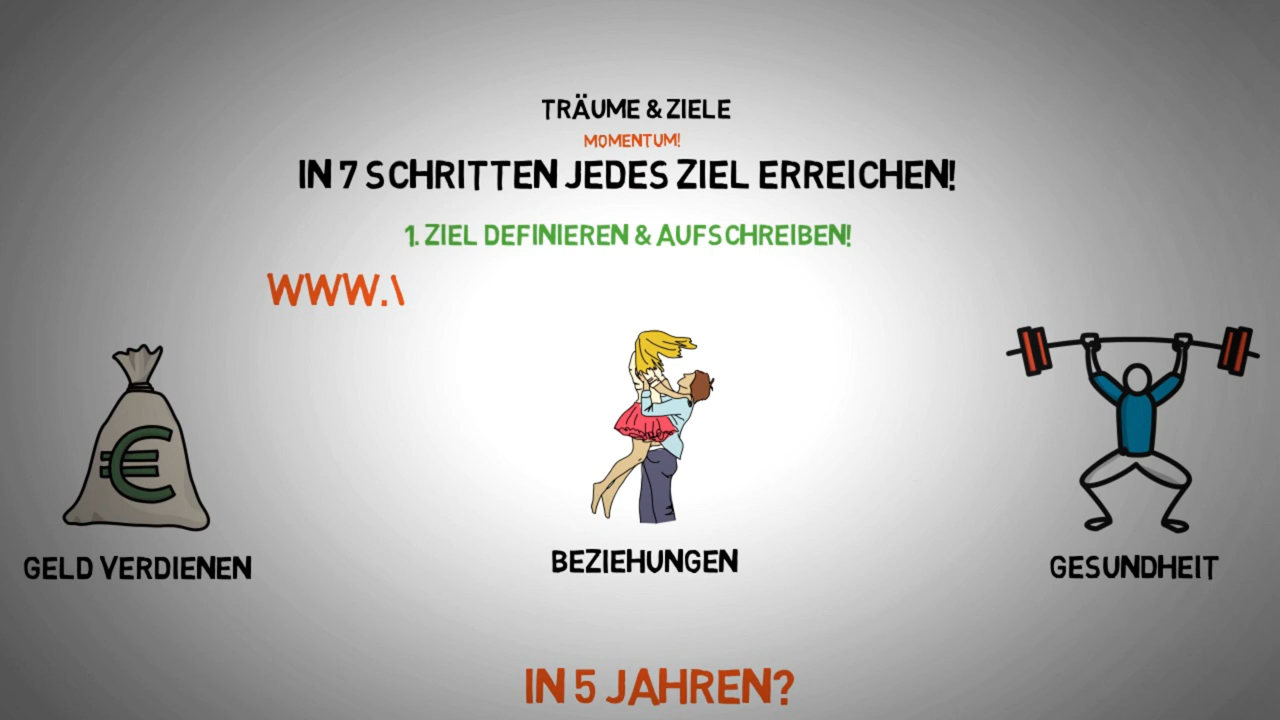 TRÄUME & ZIELE
MOMENTUM!
IN 7 SCHRITTEN JEDES ZIEL ERREICHEN!
1. ZIEL DEFINIEREN & AUFSCHREIBEN!
WWW.\
€
GELD VERDIENEN
BEZIEHUNGEN
GESUNDHEIT
IN 5 JAHREN?